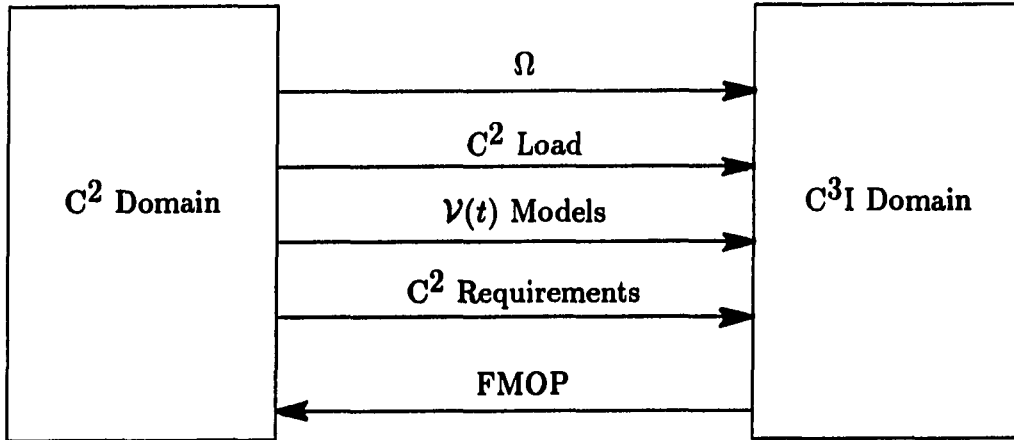 Ω
C² Load
C² Domain
C³I Domain
𝒱(t) Models
C² Requirements
FMOP